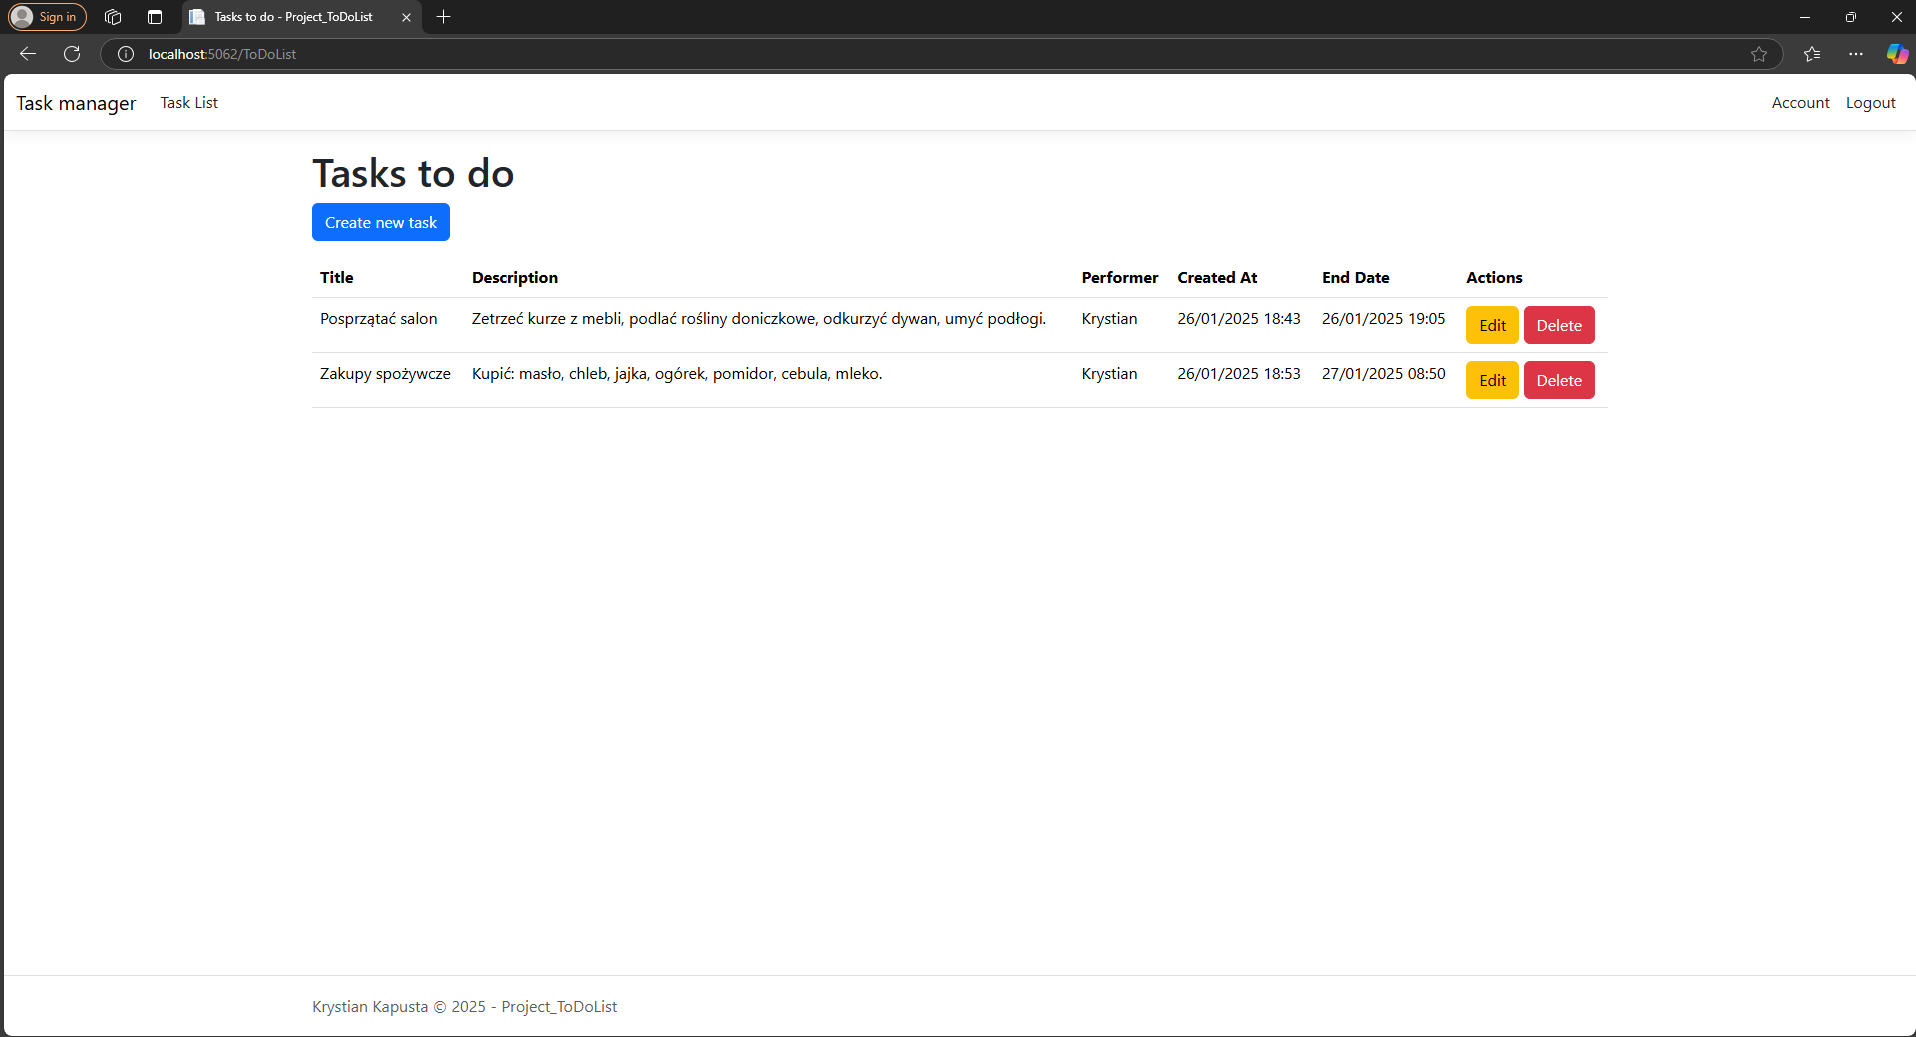 Sign in
Tasks to do - Project_ToDoList
localhost:5062/ToDoList
Task manager Task List Account Logout
Tasks to do
Create new task
Title Description Performer Created At End Date Actions
Posprzątać salon Zetrzeć kurze z mebli, podlać rośliny doniczkowe, odkurzyć dywan, umyć podłogi. Krystian 26/01/2025 18:43 26/01/2025 19:05 Edit Delete
Zakupy spożywcze Kupić: masło, chleb, jajka, ogórek, pomidor, cebula, mleko. Krystian 26/01/2025 18:53 27/01/2025 08:50 Edit Delete
Krystian Kapusta © 2025 - Project_ToDoList